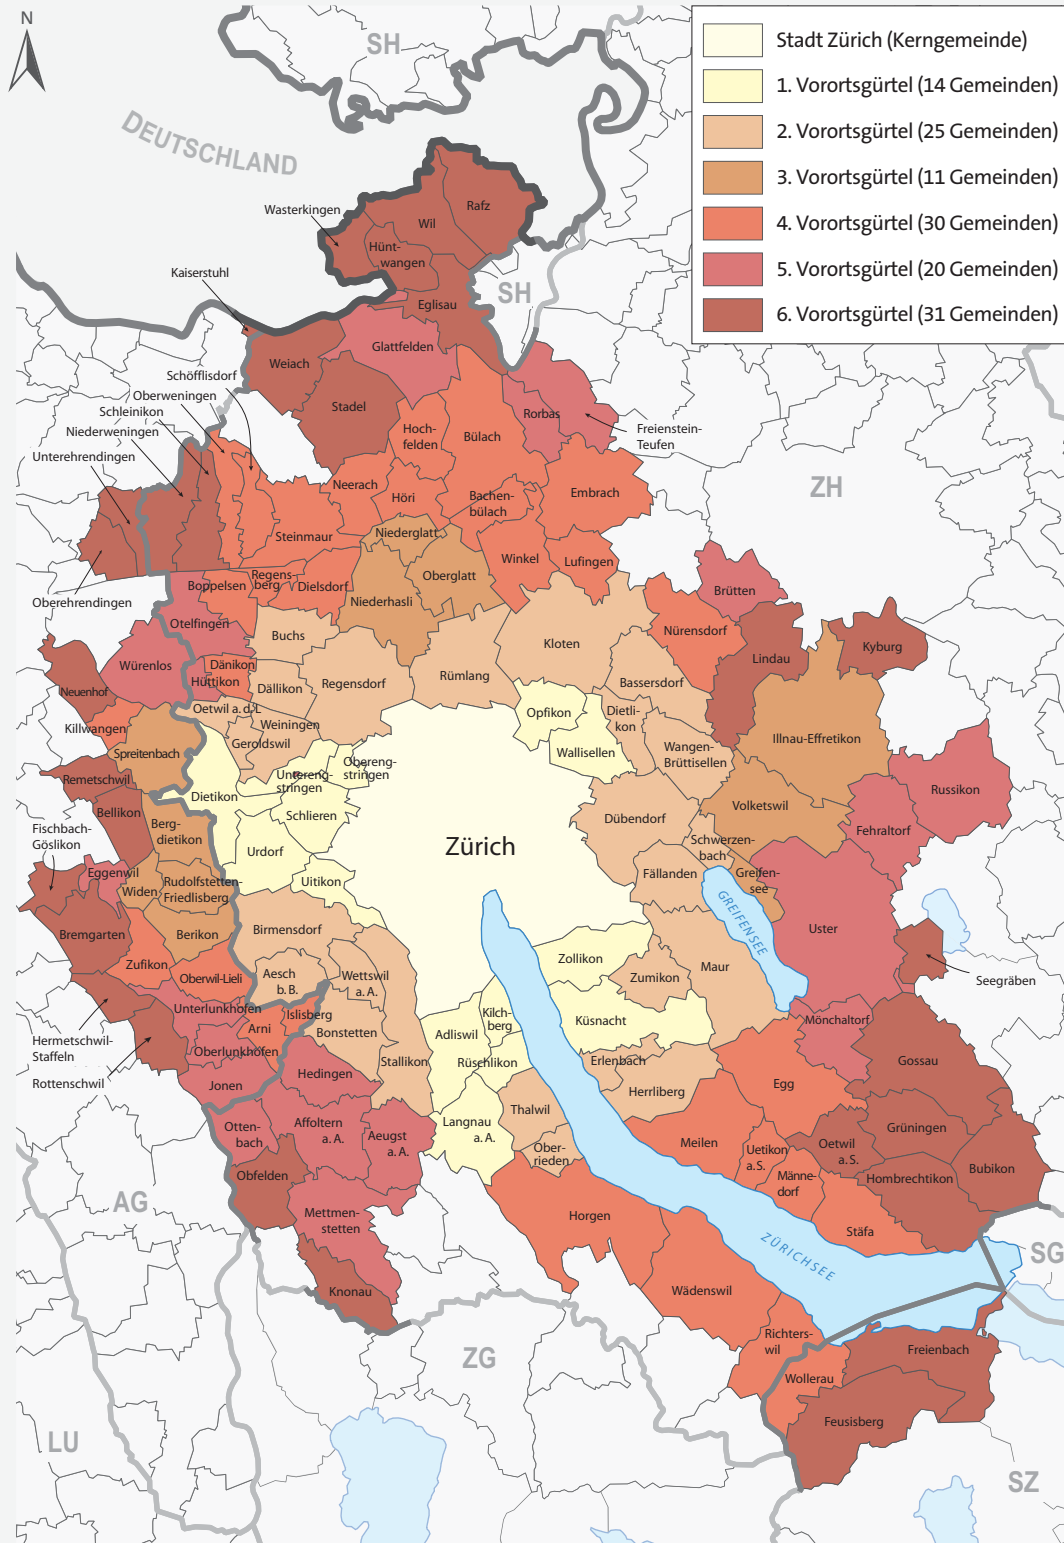 N
SH
DEUTSCHLAND
Stadt Zürich (Kerngemeinde)
1. Vorortsgürtel (14 Gemeinden)
2. Vorortsgürtel (25 Gemeinden)
3. Vorortsgürtel (11 Gemeinden)
4. Vorortsgürtel (30 Gemeinden)
5. Vorortsgürtel (20 Gemeinden)
6. Vorortsgürtel (31 Gemeinden)
Wasterkingen
Rafz
Wil
Hünt-
wangen
Kaiserstuhl
SH
Eglisau
Glattfelden
Weiach
Schöfflisdorf
Oberweningen
Schleinikon
Niederweningen
Unterehrendingen
Stadel
Hoch-
felden
Bülach
Rorbas
Freienstein-
Teufen
ZH
Neerach
Höri
Bachen-
bülach
Embrach
Steinmaur
Niederglatt
Oberglatt
Winkel
Lufingen
Oberehrendingen
Boppelsen
Regens-
berg
Dielsdorf
Niederhasli
Brütten
Otelfingen
Buchs
Kloten
Nürensdorf
Lindau
Kyburg
Würenlos
Dänikon
Hüttikon
Dällikon
Regensdorf
Rümlang
Bassersdorf
Neuenhof
Killwangen
Oetwil a.d.L
Weiningen
Geroldswil
Opfikon
Dietli-
kon
Wallisellen
Wangen-
Brüttisellen
Illnau-Effretikon
Spreitenbach
Remetschwil
Untereng-
stringen
Obereng-
stringen
Dietikon
Schlieren
Russikon
Bellikon
Berg-
dietikon
Fischbach-
Göslikon
Urdorf
Zürich
Dübendorf
Volketswil
Fehraltorf
Schwerzen-
bach
Eggenwil
Widen
Rudolfstetten-
Friedlisberg
Uitikon
Fällanden
Greifen-
see
GREIFENSEE
Bremgarten
Berikon
Birmensdorf
Uster
Zufikon
Oberwil-Lieli
Aesch
b. B.
Wettswil
a. A.
Zollikon
Zumikon
Maur
Seegräben
Hermetschwil-
Staffeln
Unterlunkhofen
Islisberg
Arni
Bonstetten
Kilch-
berg
Küsnacht
Mönchaltorf
Rottenschwil
Oberlunkhofen
Stallikon
Adliswil
Rüschlikon
Erlenbach
Herrliberg
Egg
Gossau
Jonen
Hedingen
Otten-
bach
Affoltern
a. A.
Aeugst
a. A.
Langnau
a. A.
Thalwil
Ober-
rieden
Meilen
Uetikon
a. S.
Männe-
dorf
Oetwil
a. S.
Grüningen
Hombrechtikon
Bubikon
AG
Obfelden
Mettmen-
stetten
Horgen
Stäfa
ZÜRICHSEE
SG
Knonau
Wädenswil
Richters-
wil
Wollerau
Freienbach
ZG
Feusisberg
LU
SZ